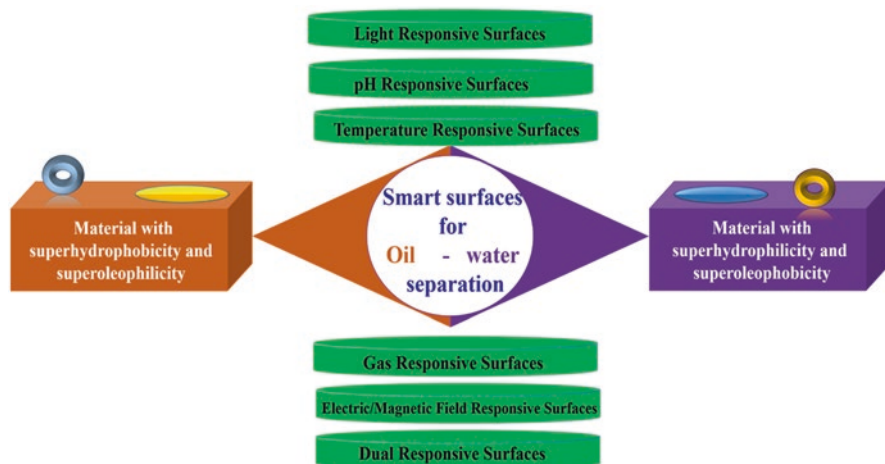 Light Responsive Surfaces
pH Responsive Surfaces
Temperature Responsive Surfaces
Material with
superhydrophobicity and
superoleophilicity
Smart surfaces
for
Oil - water
separation
Material with
superhydrophilicity and
superoleophobicity
Gas Responsive Surfaces
Electric/Magnetic Field Responsive Surfaces
Dual Responsive Surfaces